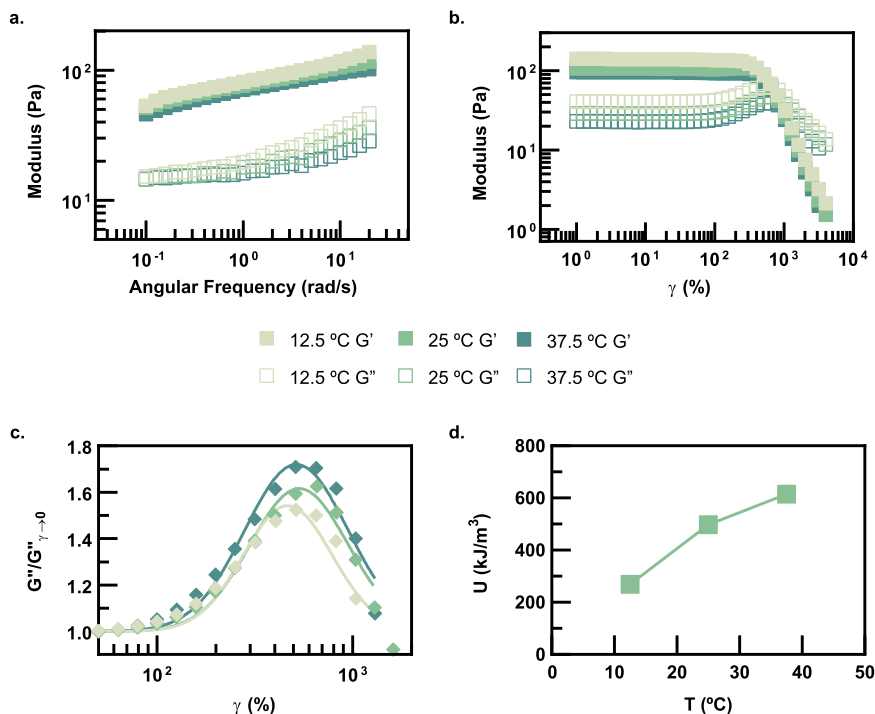 a.
10²
10¹
Modulus (Pa)
10⁻¹
10⁰
10¹
Angular Frequency (rad/s)
b.
10²
10¹
10⁰
Modulus (Pa)
10⁰
10¹
10²
10³
10⁴
γ (%)
12.5 ºC G’
25 ºC G’
37.5 ºC G’
12.5 ºC G”
25 ºC G”
37.5 ºC G”
c.
1.8
1.6
1.4
1.2
1.0
G"/G"γ→0
10²
10³
γ (%)
d.
800
600
400
200
0
U (kJ/m³)
0
10
20
30
40
50
T (ºC)